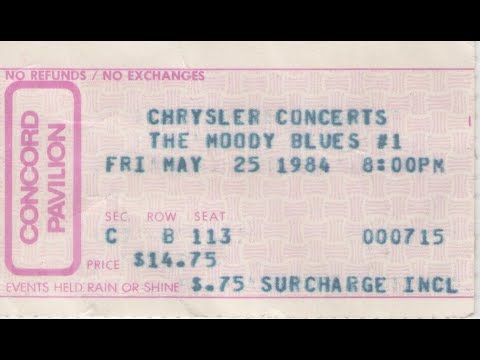 NO REFUNDS / NO EXCHANGES
CONCORD
PAVILION
CHRYSLER CONCERTS
THE MOODY BLUES #1
FRI MAY 25 1984 8:00PM
SEC. ROW SEAT
C B 113 000715
PRICE $14.75
EVENTS HELD RAIN OR SHINE $.75 SURCHARGE INCL